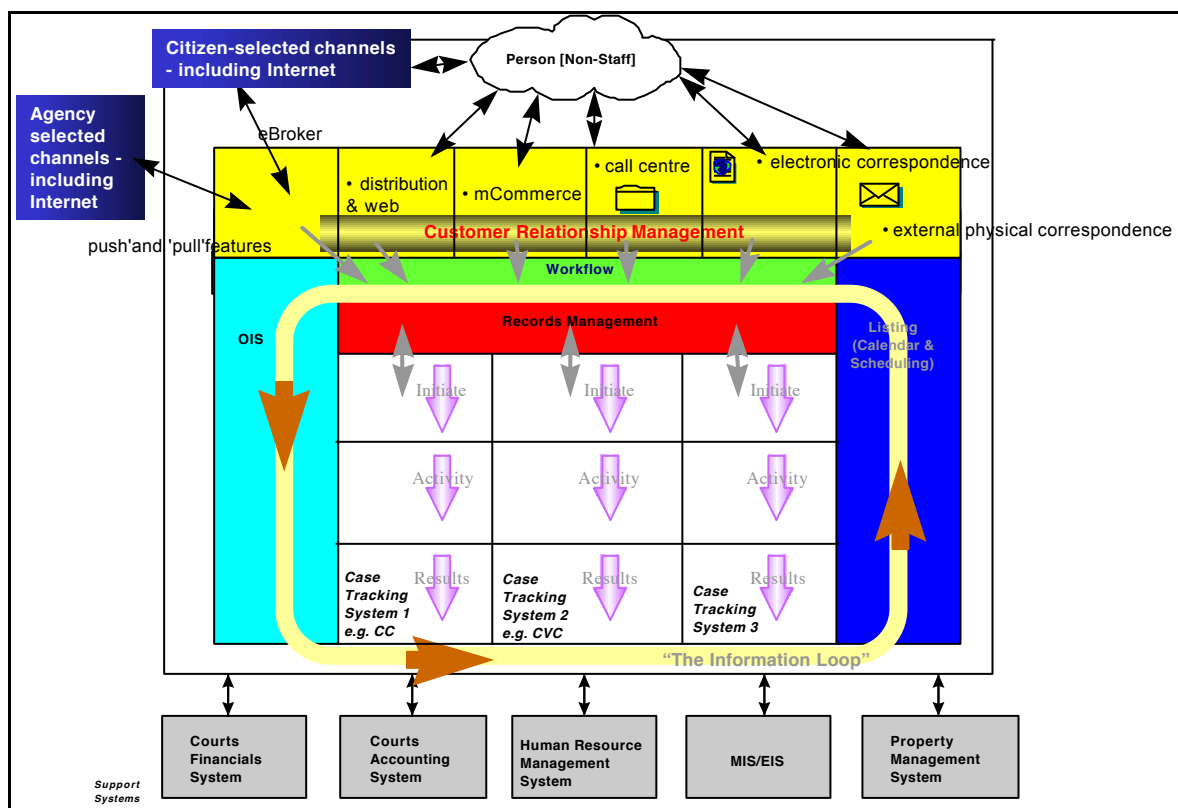 Citizen-selected channels
- including Internet
Person [Non-Staff]
Agency
selected
channels -
including
Internet
eBroker
• distribution
& web
• mCommerce
• call centre
• electronic correspondence
Customer Relationship Management
• external physical correspondence
push'and 'pull'features
Workflow
OIS
Records Management
Listing
(Calendar &
Scheduling)
Initiate
Initiate
Initiate
Activity
Activity
Activity
Results
Results
Results
Case
Tracking
System 1
e.g. CC
Case
Tracking
System 2
e.g. CVC
Case
Tracking
System 3
“The Information Loop”
Courts
Financials
System
Courts
Accounting
System
Human Resource
Management
System
MIS/EIS
Property
Management
System
Support
Systems